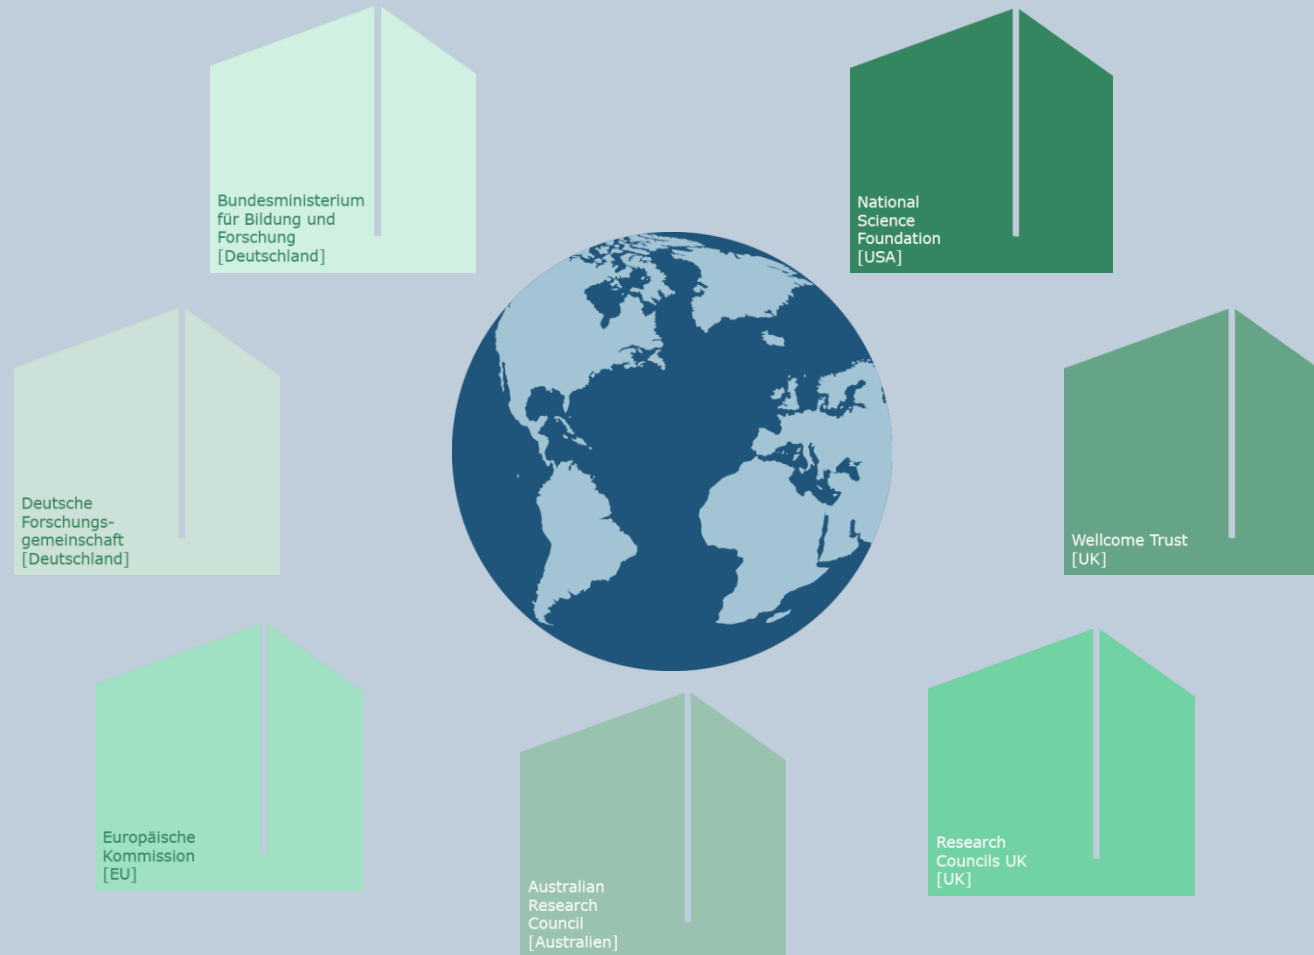 Bundesministerium
für Bildung und
Forschung
[Deutschland]
National
Science
Foundation
[USA]
Deutsche
Forschungs-
gemeinschaft
[Deutschland]
Wellcome Trust
[UK]
Europäische
Kommission
[EU]
Australian
Research
Council
[Australien]
Research
Councils UK
[UK]